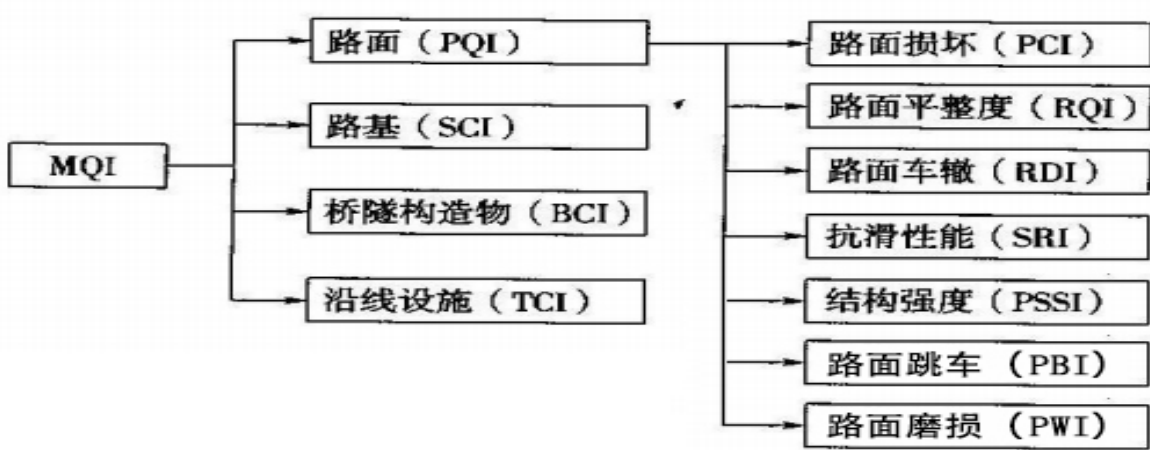 MQI
路面（PQI）
路基（SCI）
桥隧构造物（BCI）
沿线设施（TCI）
路面损坏（PCI）
路面平整度（RQI）
路面车辙（RDI）
抗滑性能（SRI）
结构强度（PSSI）
路面跳车（PBI）
路面磨损（PWI）